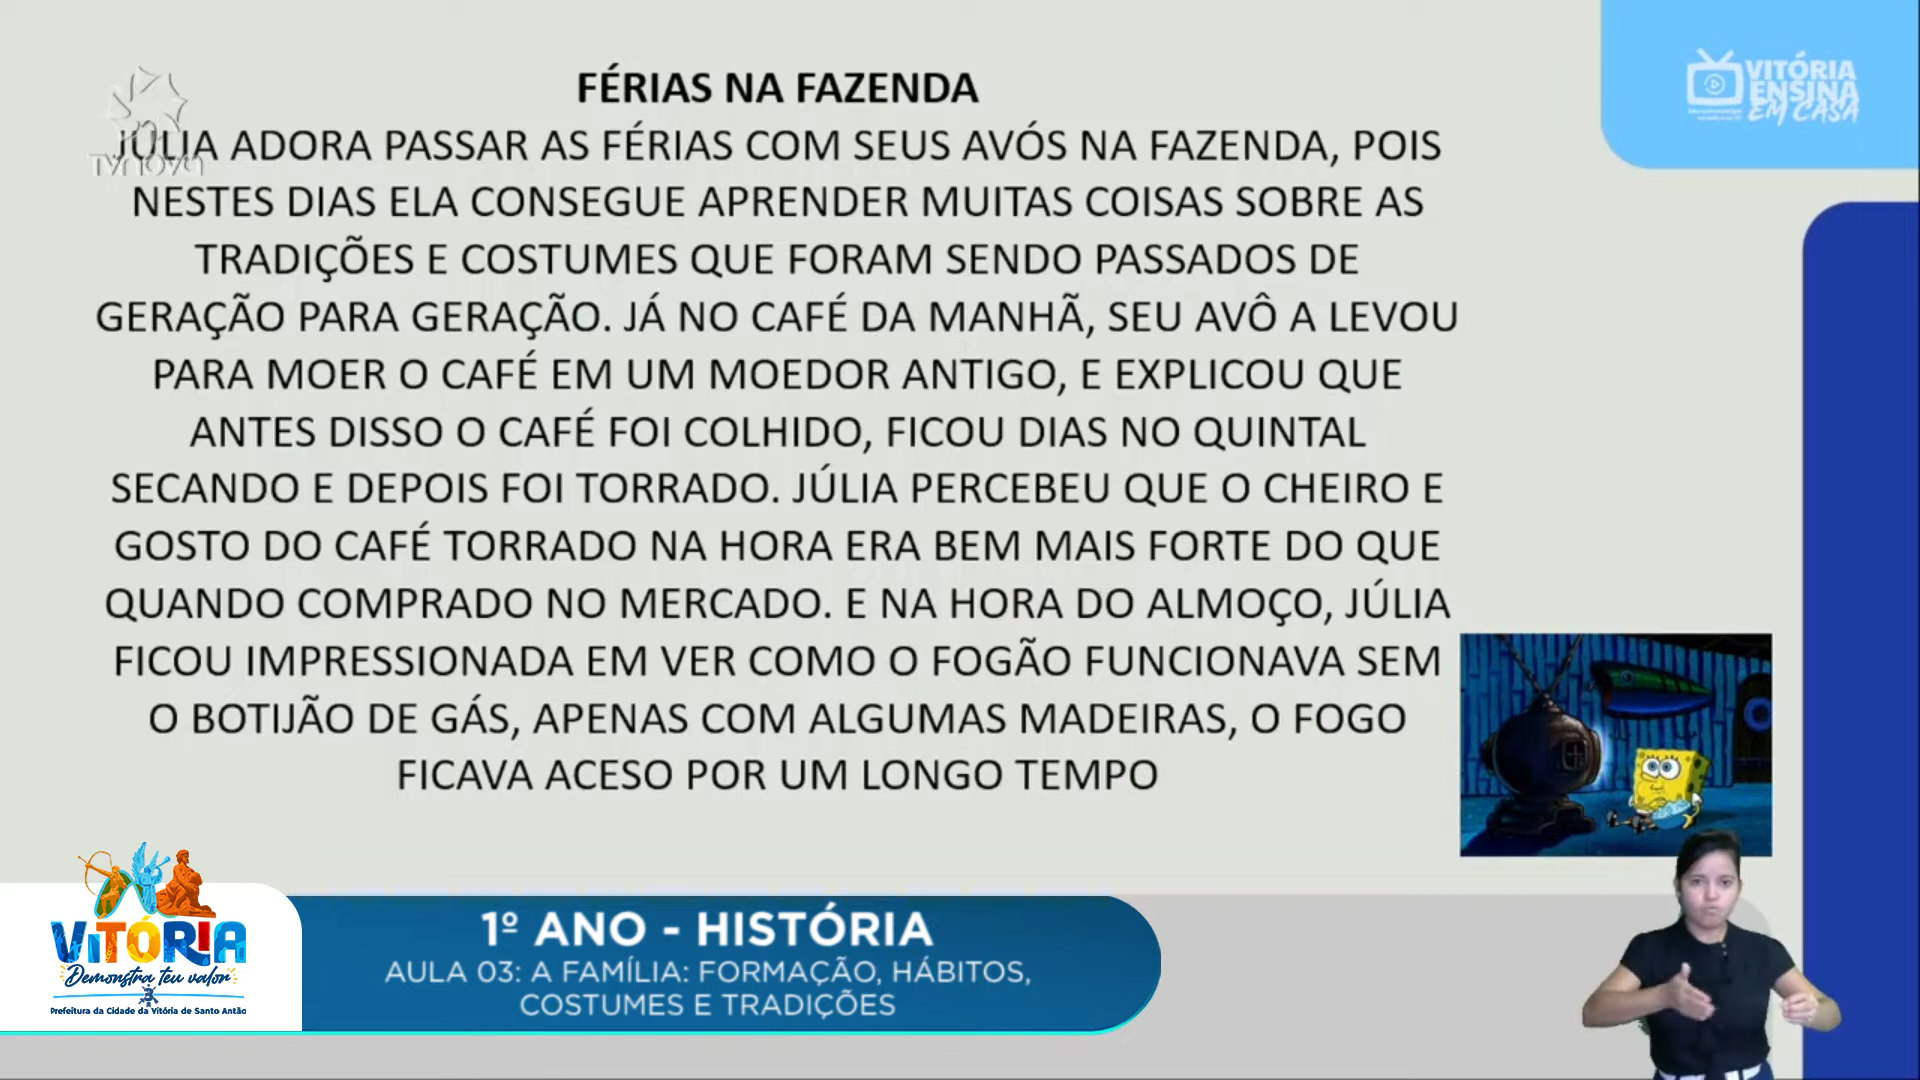 FÉRIAS NA FAZENDA
JÚLIA ADORA PASSAR AS FÉRIAS COM SEUS AVÓS NA FAZENDA, POIS
NESTES DIAS ELA CONSEGUE APRENDER MUITAS COISAS SOBRE AS
TRADIÇÕES E COSTUMES QUE FORAM SENDO PASSADOS DE
GERAÇÃO PARA GERAÇÃO. JÁ NO CAFÉ DA MANHÃ, SEU AVÔ A LEVOU
PARA MOER O CAFÉ EM UM MOEDOR ANTIGO, E EXPLICOU QUE
ANTES DISSO O CAFÉ FOI COLHIDO, FICOU DIAS NO QUINTAL
SECANDO E DEPOIS FOI TORRADO. JÚLIA PERCEBEU QUE O CHEIRO E
GOSTO DO CAFÉ TORRADO NA HORA ERA BEM MAIS FORTE DO QUE
QUANDO COMPRADO NO MERCADO. E NA HORA DO ALMOÇO, JÚLIA
FICOU IMPRESSIONADA EM VER COMO O FOGÃO FUNCIONAVA SEM
O BOTIJÃO DE GÁS, APENAS COM ALGUMAS MADEIRAS, O FOGO
FICAVA ACESO POR UM LONGO TEMPO
TVNOVA
VITÓRIA
ENSINA
EM CASA
VITÓRIA
Demonstra teu valor
Prefeitura da Cidade da Vitória de Santo Antão
1º ANO - HISTÓRIA
AULA 03: A FAMÍLIA: FORMAÇÃO, HÁBITOS,
COSTUMES E TRADIÇÕES